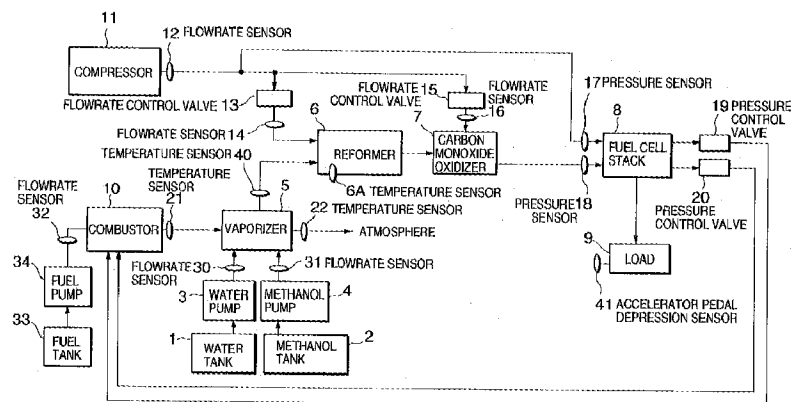 11
12 FLOWRATE SENSOR
COMPRESSOR
FLOWRATE CONTROL VALVE 13
FLOWRATE 15
CONTROL VALVE
FLOWRATE
SENSOR
16
17 PRESSURE SENSOR
8
19 PRESSURE
CONTROL
VALVE
FLOWRATE SENSOR 14
6
7
REFORMER
CARBON
MONOXIDE
OXIDIZER
FUEL CELL
STACK
TEMPERATURE SENSOR
TEMPERATURE
SENSOR 40
6A TEMPERATURE SENSOR
PRESSURE 18
SENSOR
20
PRESSURE
CONTROL VALVE
FLOWRATE
SENSOR
32
10
21
5
22 TEMPERATURE SENSOR
COMBUSTOR
VAPORIZER
ATMOSPHERE
FLOWRATE
SENSOR 30
31 FLOWRATE SENSOR
9
LOAD
34
FUEL
PUMP
3
WATER
PUMP
METHANOL
PUMP
4
41 ACCELERATOR PEDAL
DEPRESSION SENSOR
33
FUEL
TANK
1
WATER
TANK
METHANOL
TANK
2